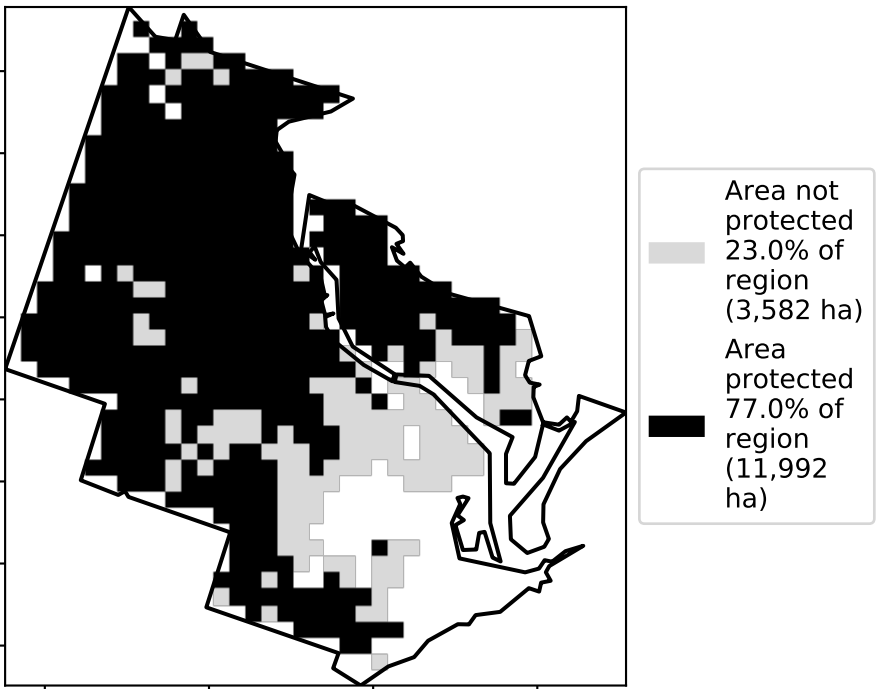 Area not
protected
23.0% of
region
(3,582 ha)
Area
protected
77.0% of
region
(11,992
ha)